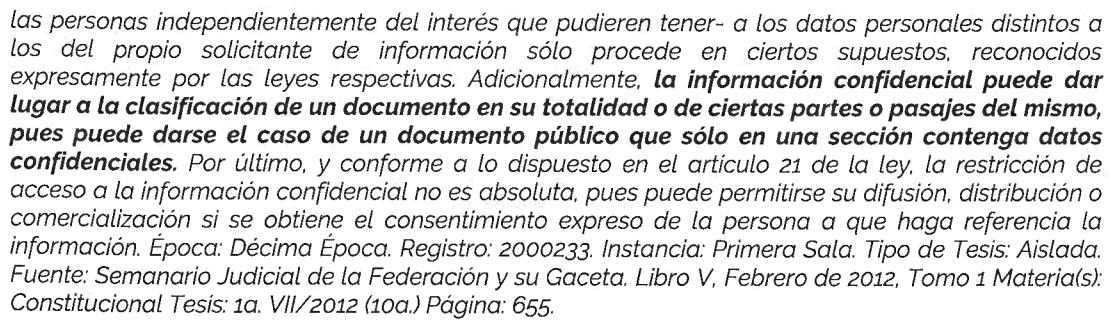 las personas independientemente del interés que pudieren tener- a los datos personales distintos a
los del propio solicitante de información sólo procede en ciertos supuestos, reconocidos
expresamente por las leyes respectivas. Adicionalmente, la información confidencial puede dar
lugar a la clasificación de un documento en su totalidad o de ciertas partes o pasajes del mismo,
pues puede darse el caso de un documento público que sólo en una sección contenga datos
confidenciales. Por último, y conforme a lo dispuesto en el artículo 21 de la ley, la restricción de
acceso a la información confidencial no es absoluta, pues puede permitirse su difusión, distribución o
comercialización si se obtiene el consentimiento expreso de la persona a que haga referencia la
información. Época: Décima Época. Registro: 2000233. Instancia: Primera Sala. Tipo de Tesis: Aislada.
Fuente: Semanario Judicial de la Federación y su Gaceta. Libro V, Febrero de 2012, Tomo 1 Materia(s):
Constitucional Tesis: 1a. VII/2012 (10a.) Página: 655.